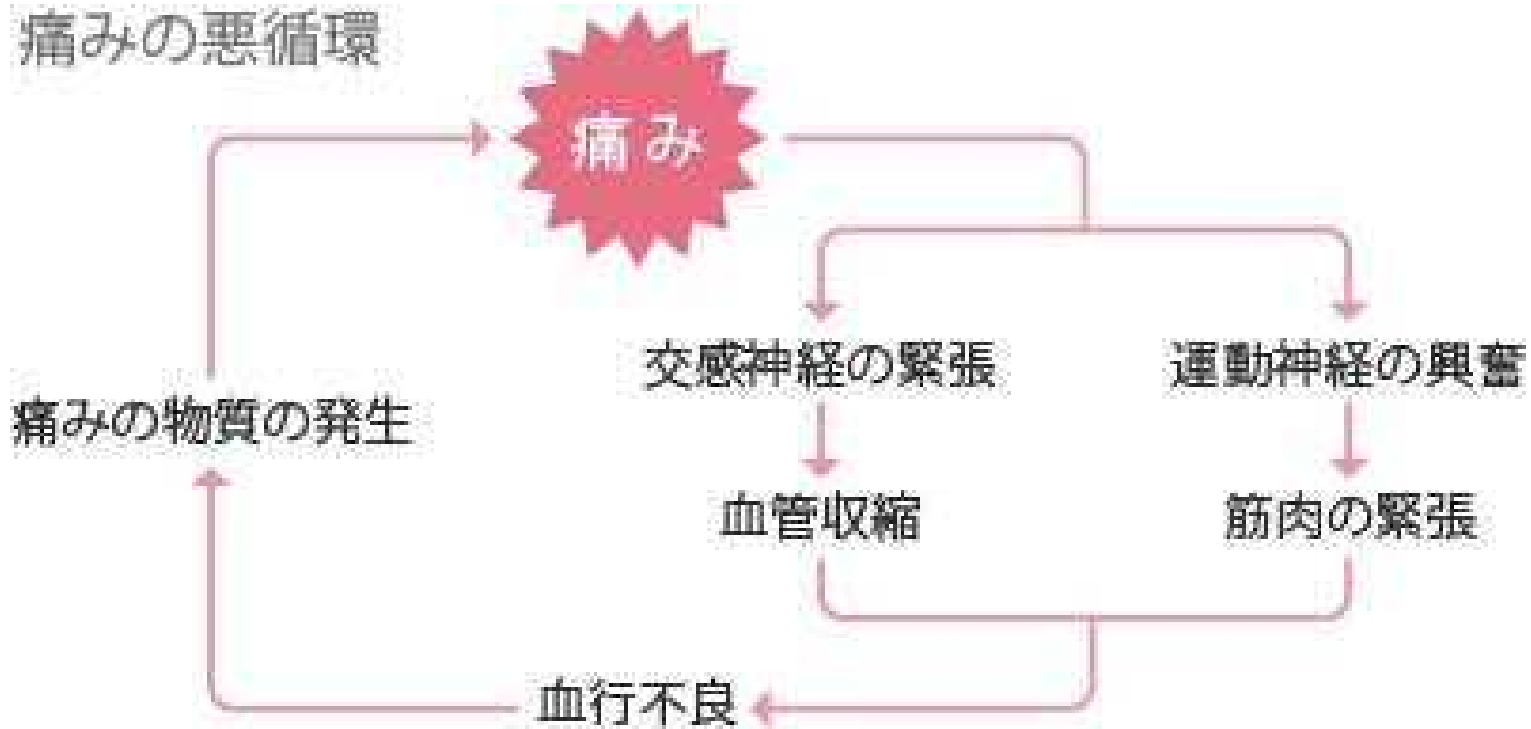 痛みの悪循環
痛み
交感神経の緊張
運動神経の興奮
血管収縮
筋肉の緊張
血行不良
痛みの物質の発生